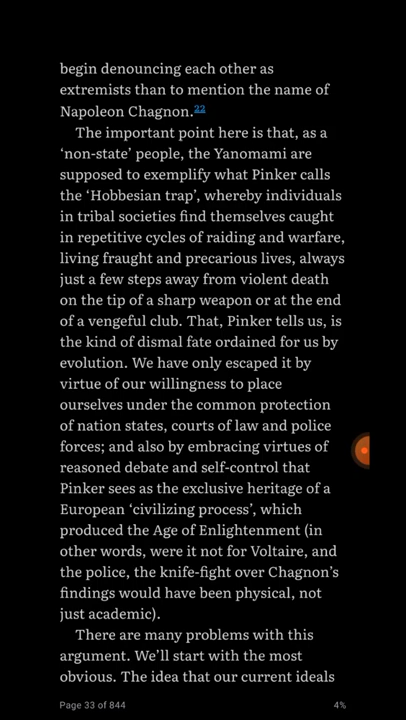 begin denouncing each other as
extremists than to mention the name of
Napoleon Chagnon.22
The important point here is that, as a
‘non-state’ people, the Yanomami are
supposed to exemplify what Pinker calls
the ‘Hobbesian trap’, whereby individuals
in tribal societies find themselves caught
in repetitive cycles of raiding and warfare,
living fraught and precarious lives, always
just a few steps away from violent death
on the tip of a sharp weapon or at the end
of a vengeful club. That, Pinker tells us, is
the kind of dismal fate ordained for us by
evolution. We have only escaped it by
virtue of our willingness to place
ourselves under the common protection
of nation states, courts of law and police
forces; and also by embracing virtues of
reasoned debate and self-control that
Pinker sees as the exclusive heritage of a
European ‘civilizing process’, which
produced the Age of Enlightenment (in
other words, were it not for Voltaire, and
the police, the knife-fight over Chagnon’s
findings would have been physical, not
just academic).
There are many problems with this
argument. We’ll start with the most
obvious. The idea that our current ideals
Page 33 of 844 4%